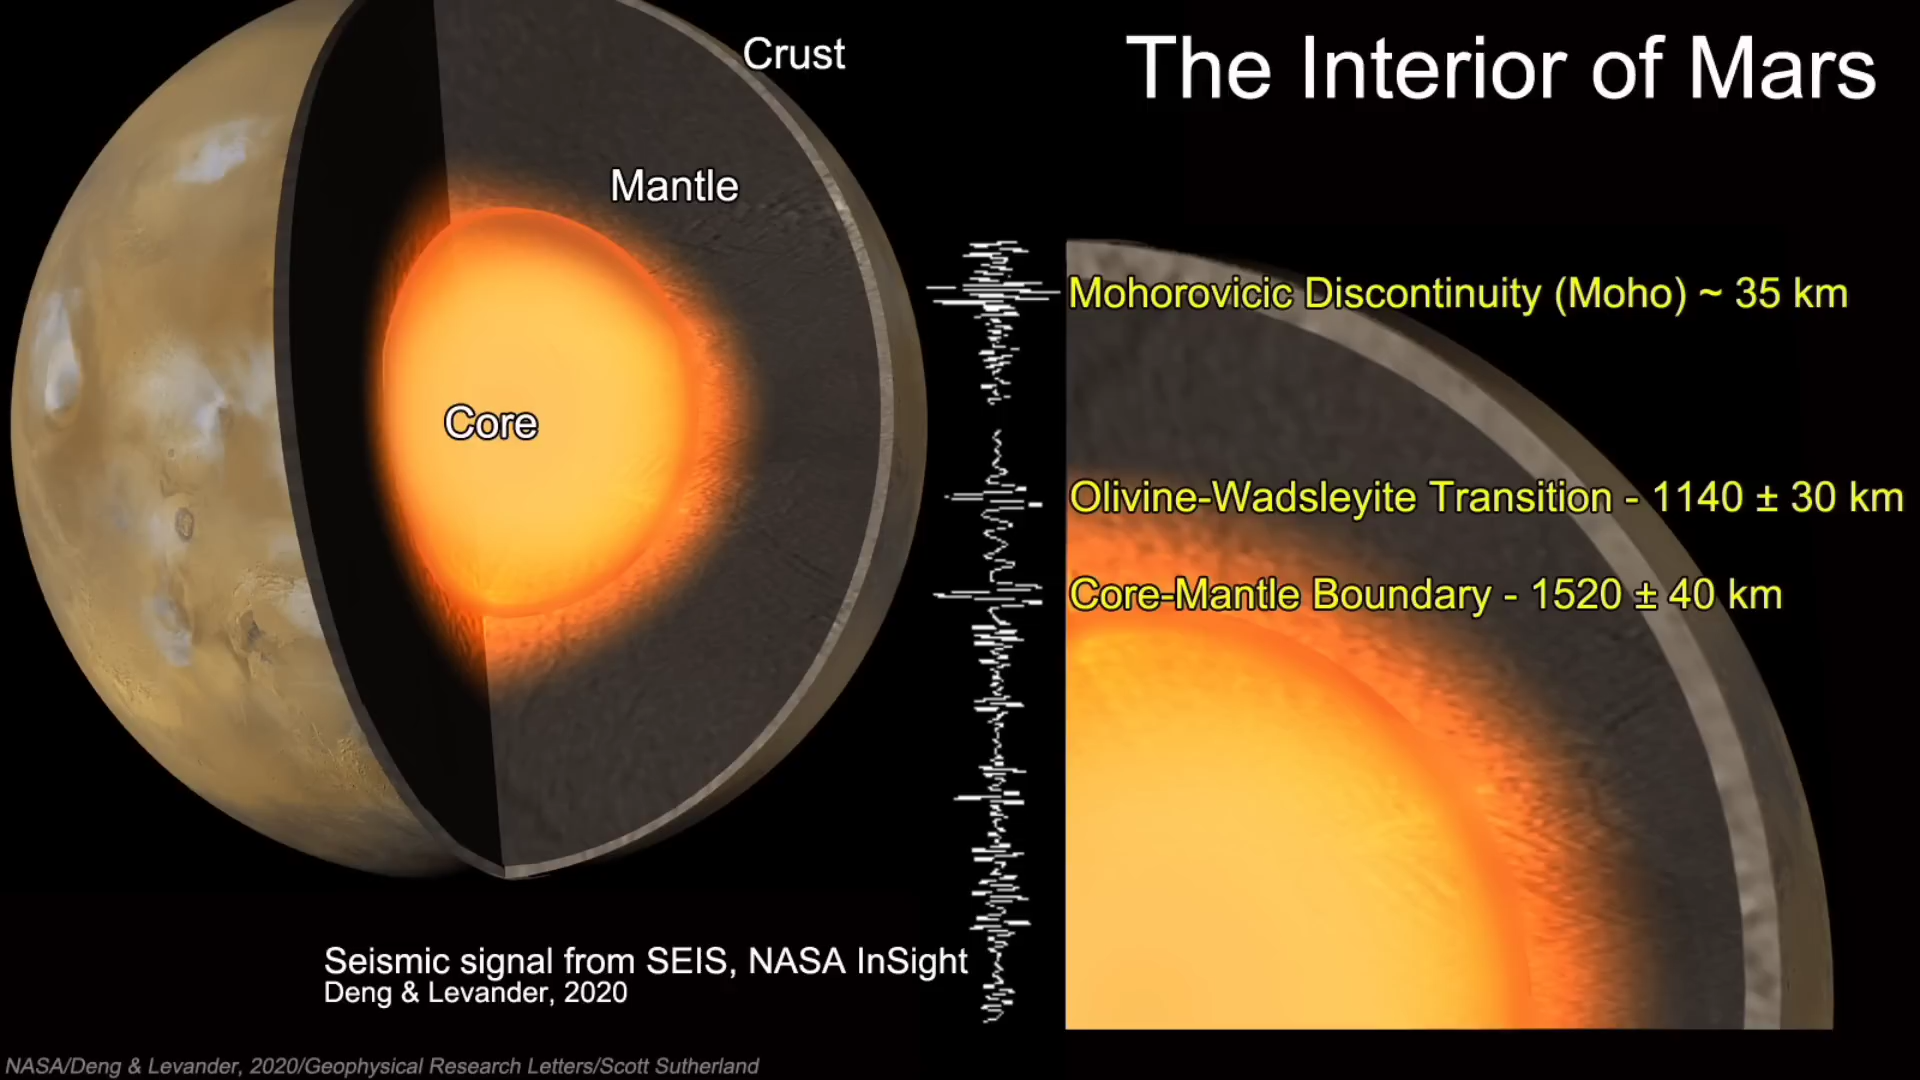 The Interior of Mars
Crust
Mantle
Core
Mohorovicic Discontinuity (Moho) ~ 35 km
Olivine-Wadsleyite Transition - 1140 ± 30 km
Core-Mantle Boundary - 1520 ± 40 km
Seismic signal from SEIS, NASA InSight
Deng & Levander, 2020
NASA/Deng & Levander, 2020/Geophysical Research Letters/Scott Sutherland